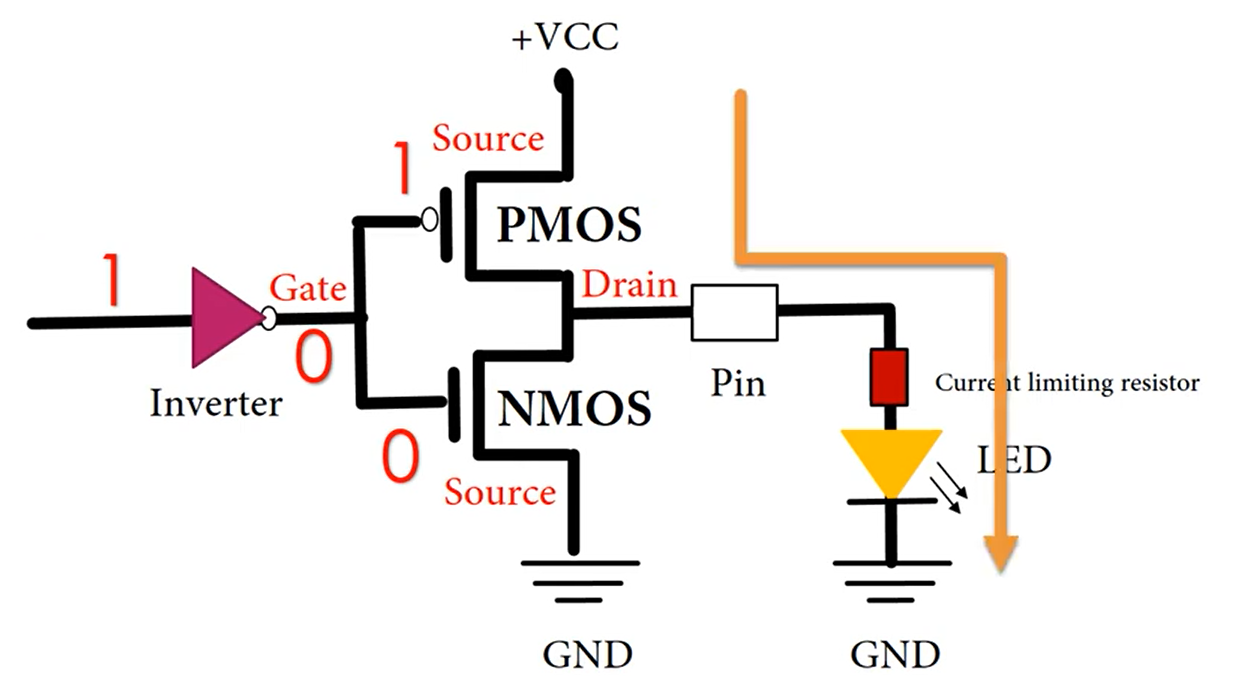 +VCC
Source
1
PMOS
1
Gate
Drain
0
Inverter
Pin
Current limiting resistor
NMOS
0
LED
Source
GND
GND